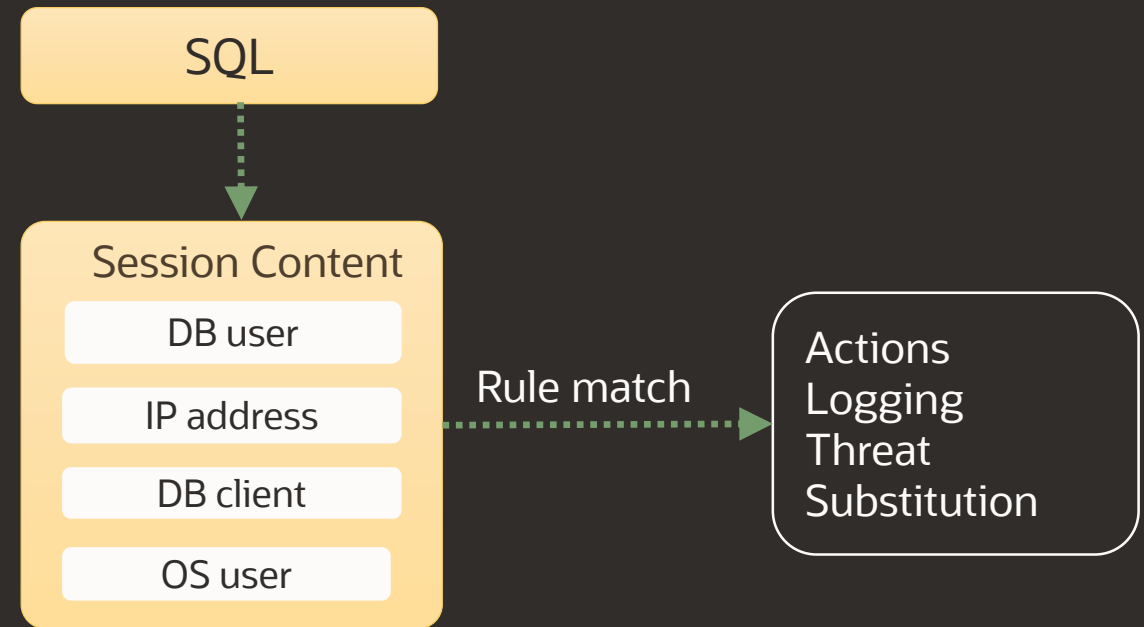 SQL
Session Content
DB user
IP address
DB client
OS user
Rule match
Actions
Logging
Threat
Substitution